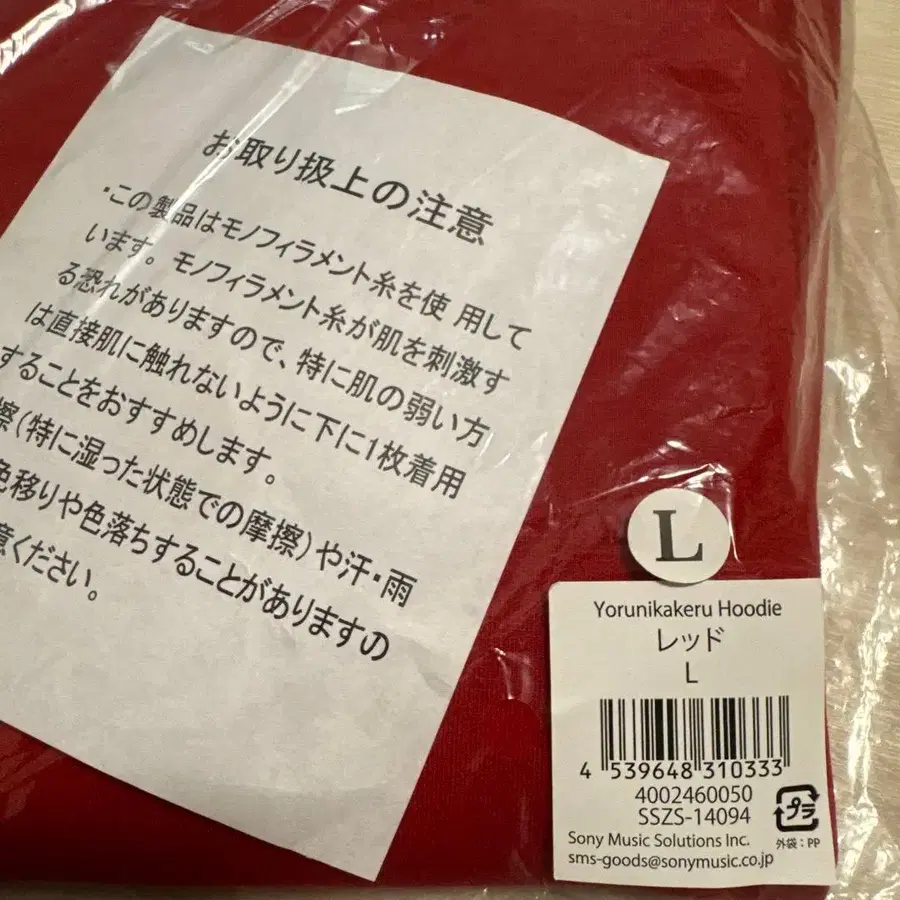 お取り扱上の注意
・この製品はモノフィラメント糸を使 用して
います。モノフィラメント糸が肌を刺激す
る恐れがありますので、特に肌の弱い方
は直接肌に触れないように下に1枚着用
することをおすすめします。
擦(特に湿った状態での摩擦)や汗・雨
色移りや色落ちすることがありますの
意ください。
L
Yorunikakeru Hoodie
レッド
L
4 539648 310333
4002460050
SSZS-14094
プラ
外袋:PP
Sony Music Solutions Inc.
sms-goods@sonymusic.co.jp